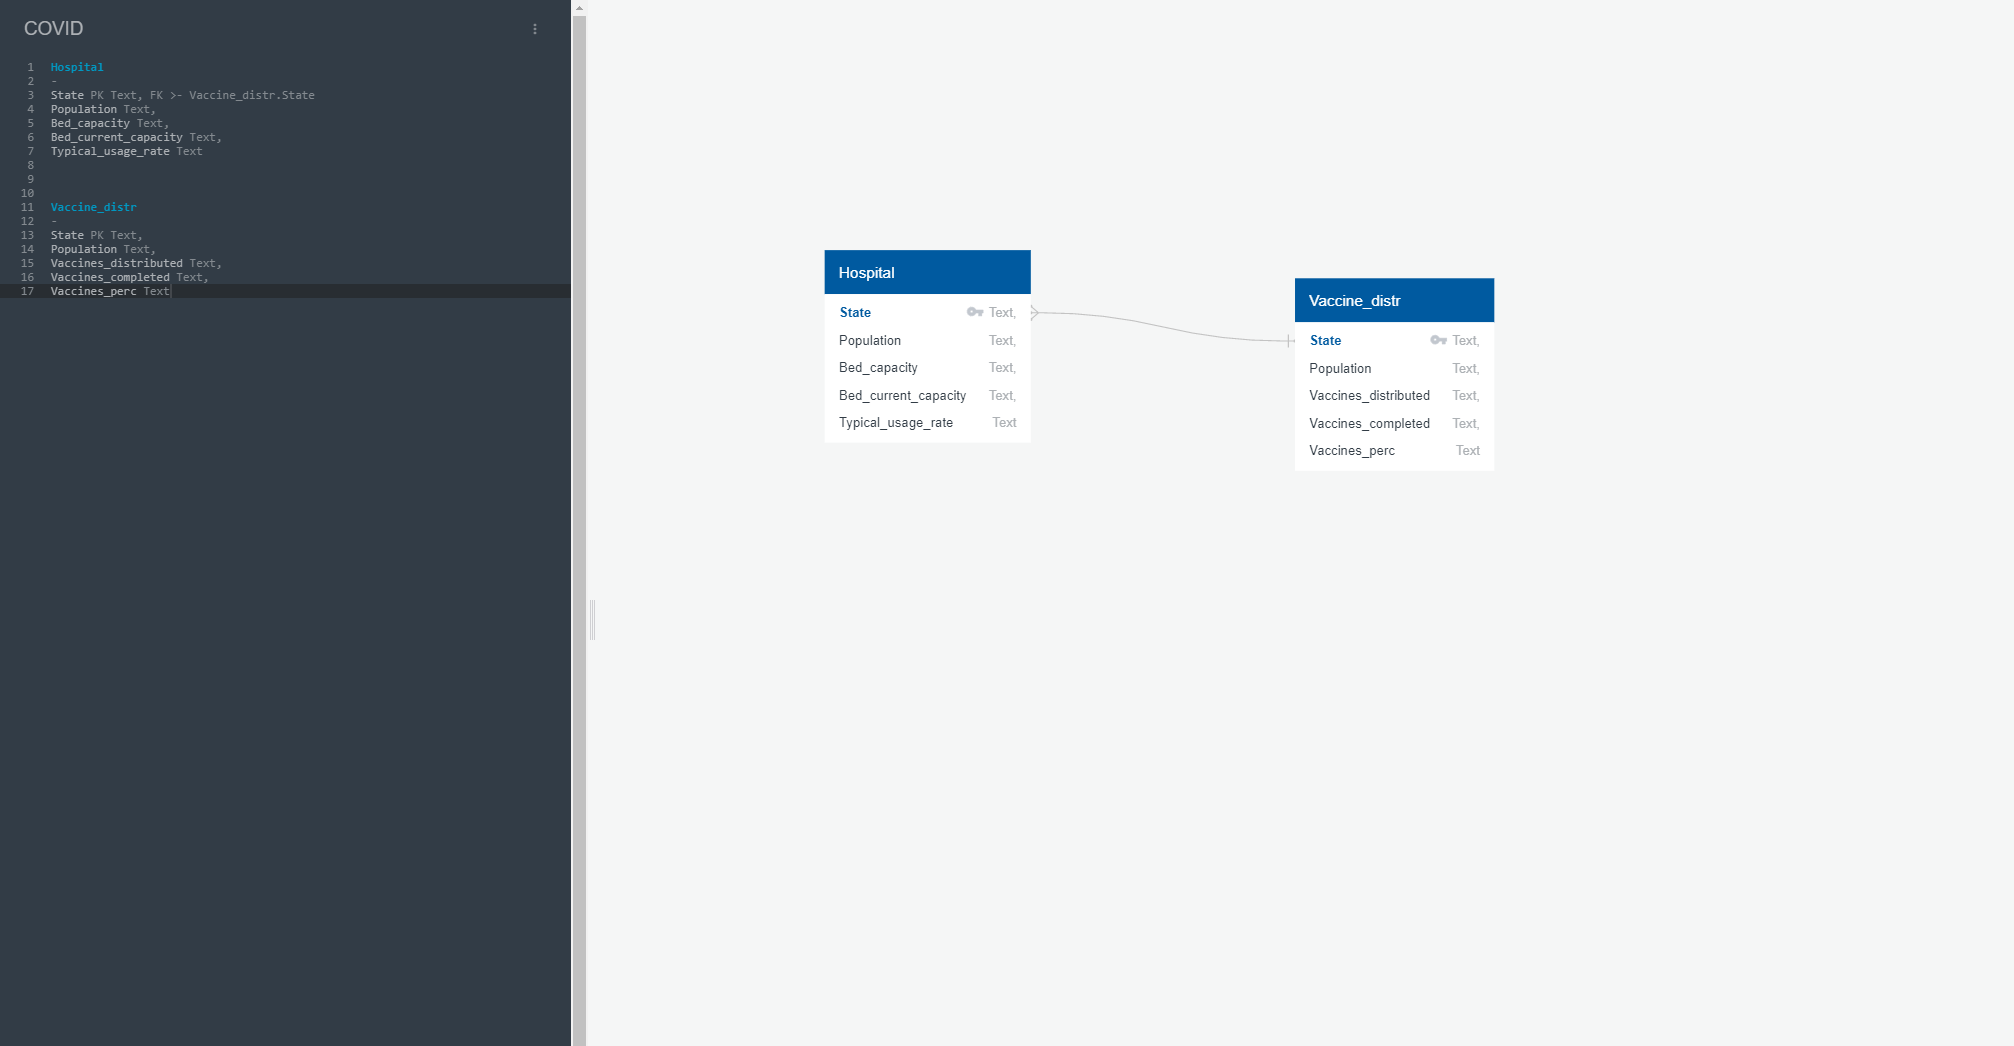 COVID
1 Hospital
2 -
3 State PK Text, FK >- Vaccine_distr.State
4 Population Text,
5 Bed_capacity Text,
6 Bed_current_capacity Text,
7 Typical_usage_rate Text
8
9
10
11 Vaccine_distr
12 -
13 State PK Text,
14 Population Text,
15 Vaccines_distributed Text,
16 Vaccines_completed Text,
17 Vaccines_perc Text
Hospital
State Text,
Population Text,
Bed_capacity Text,
Bed_current_capacity Text,
Typical_usage_rate Text
Vaccine_distr
State Text,
Population Text,
Vaccines_distributed Text,
Vaccines_completed Text,
Vaccines_perc Text